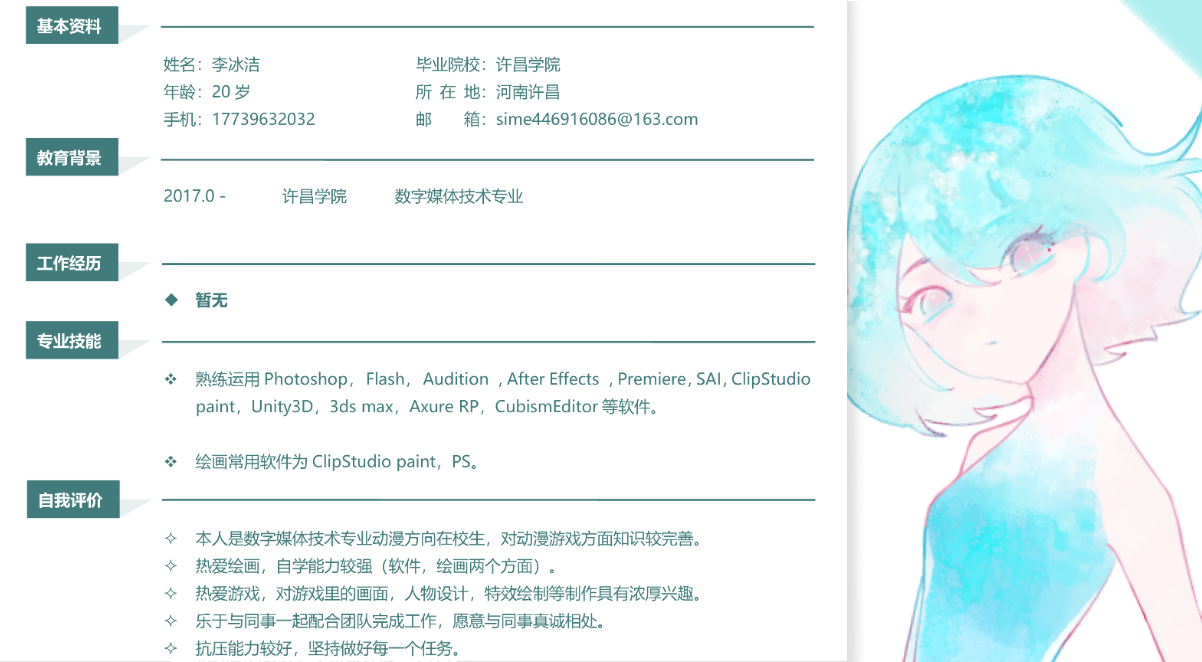 基本资料
姓名：李冰洁 毕业院校：许昌学院
年龄：20 岁 所 在 地：河南许昌
手机：17739632032 邮 箱：sime446916086@163.com
教育背景
2017.0 - 许昌学院 数字媒体技术专业
工作经历
◆ 暂无
专业技能
❖ 熟练运用 Photoshop，Flash，Audition ，After Effects ，Premiere，SAI，ClipStudio
paint，Unity3D，3ds max，Axure RP，CubismEditor 等软件。
❖ 绘画常用软件为 ClipStudio paint，PS。
自我评价
✧ 本人是数字媒体技术专业动漫方向在校生，对动漫游戏方面知识较完善。
✧ 热爱绘画，自学能力较强（软件，绘画两个方面）。
✧ 热爱游戏，对游戏里的画面，人物设计，特效绘制等制作具有浓厚兴趣。
✧ 乐于与同事一起配合团队完成工作，愿意与同事真诚相处。
✧ 抗压能力较好，坚持做好每一个任务。